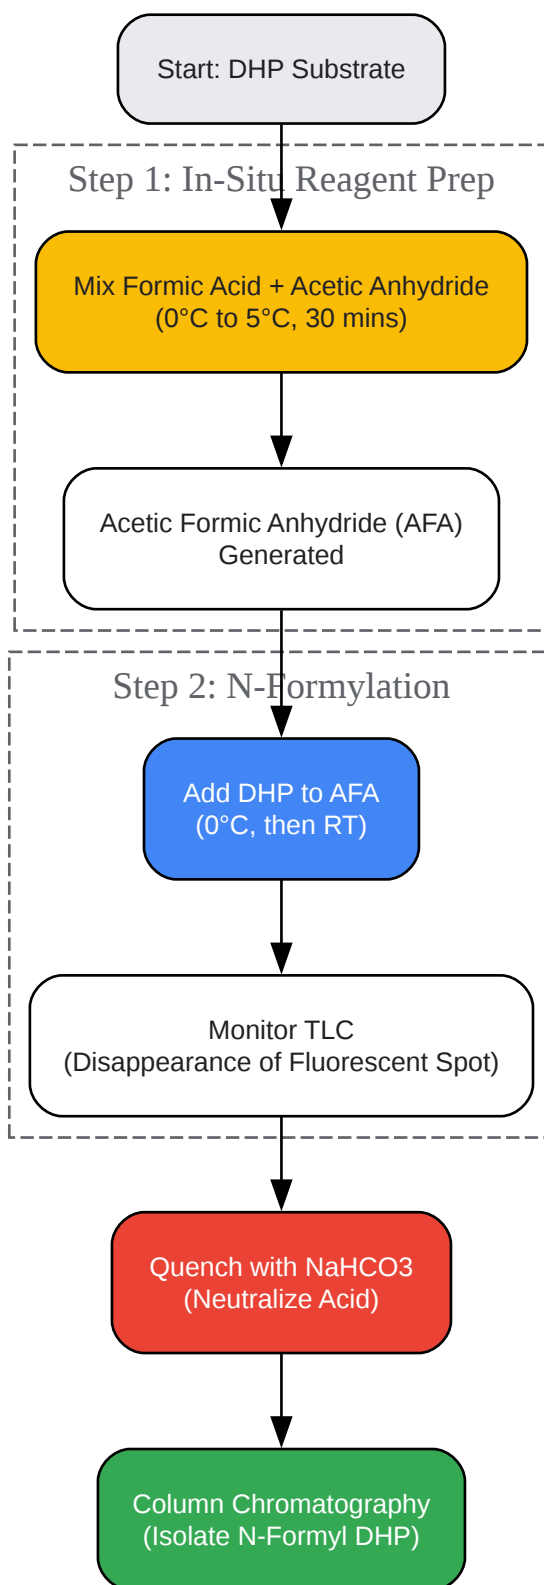 Start: DHP Substrate
Step 1: In-Situ Reagent Prep
Mix Formic Acid + Acetic Anhydride
(0°C to 5°C, 30 mins)
Acetic Formic Anhydride (AFA)
Generated
Step 2: N-Formylation
Add DHP to AFA
(0°C, then RT)
Monitor TLC
(Disappearance of Fluorescent Spot)
Quench with NaHCO3
(Neutralize Acid)
Column Chromatography
(Isolate N-Formyl DHP)